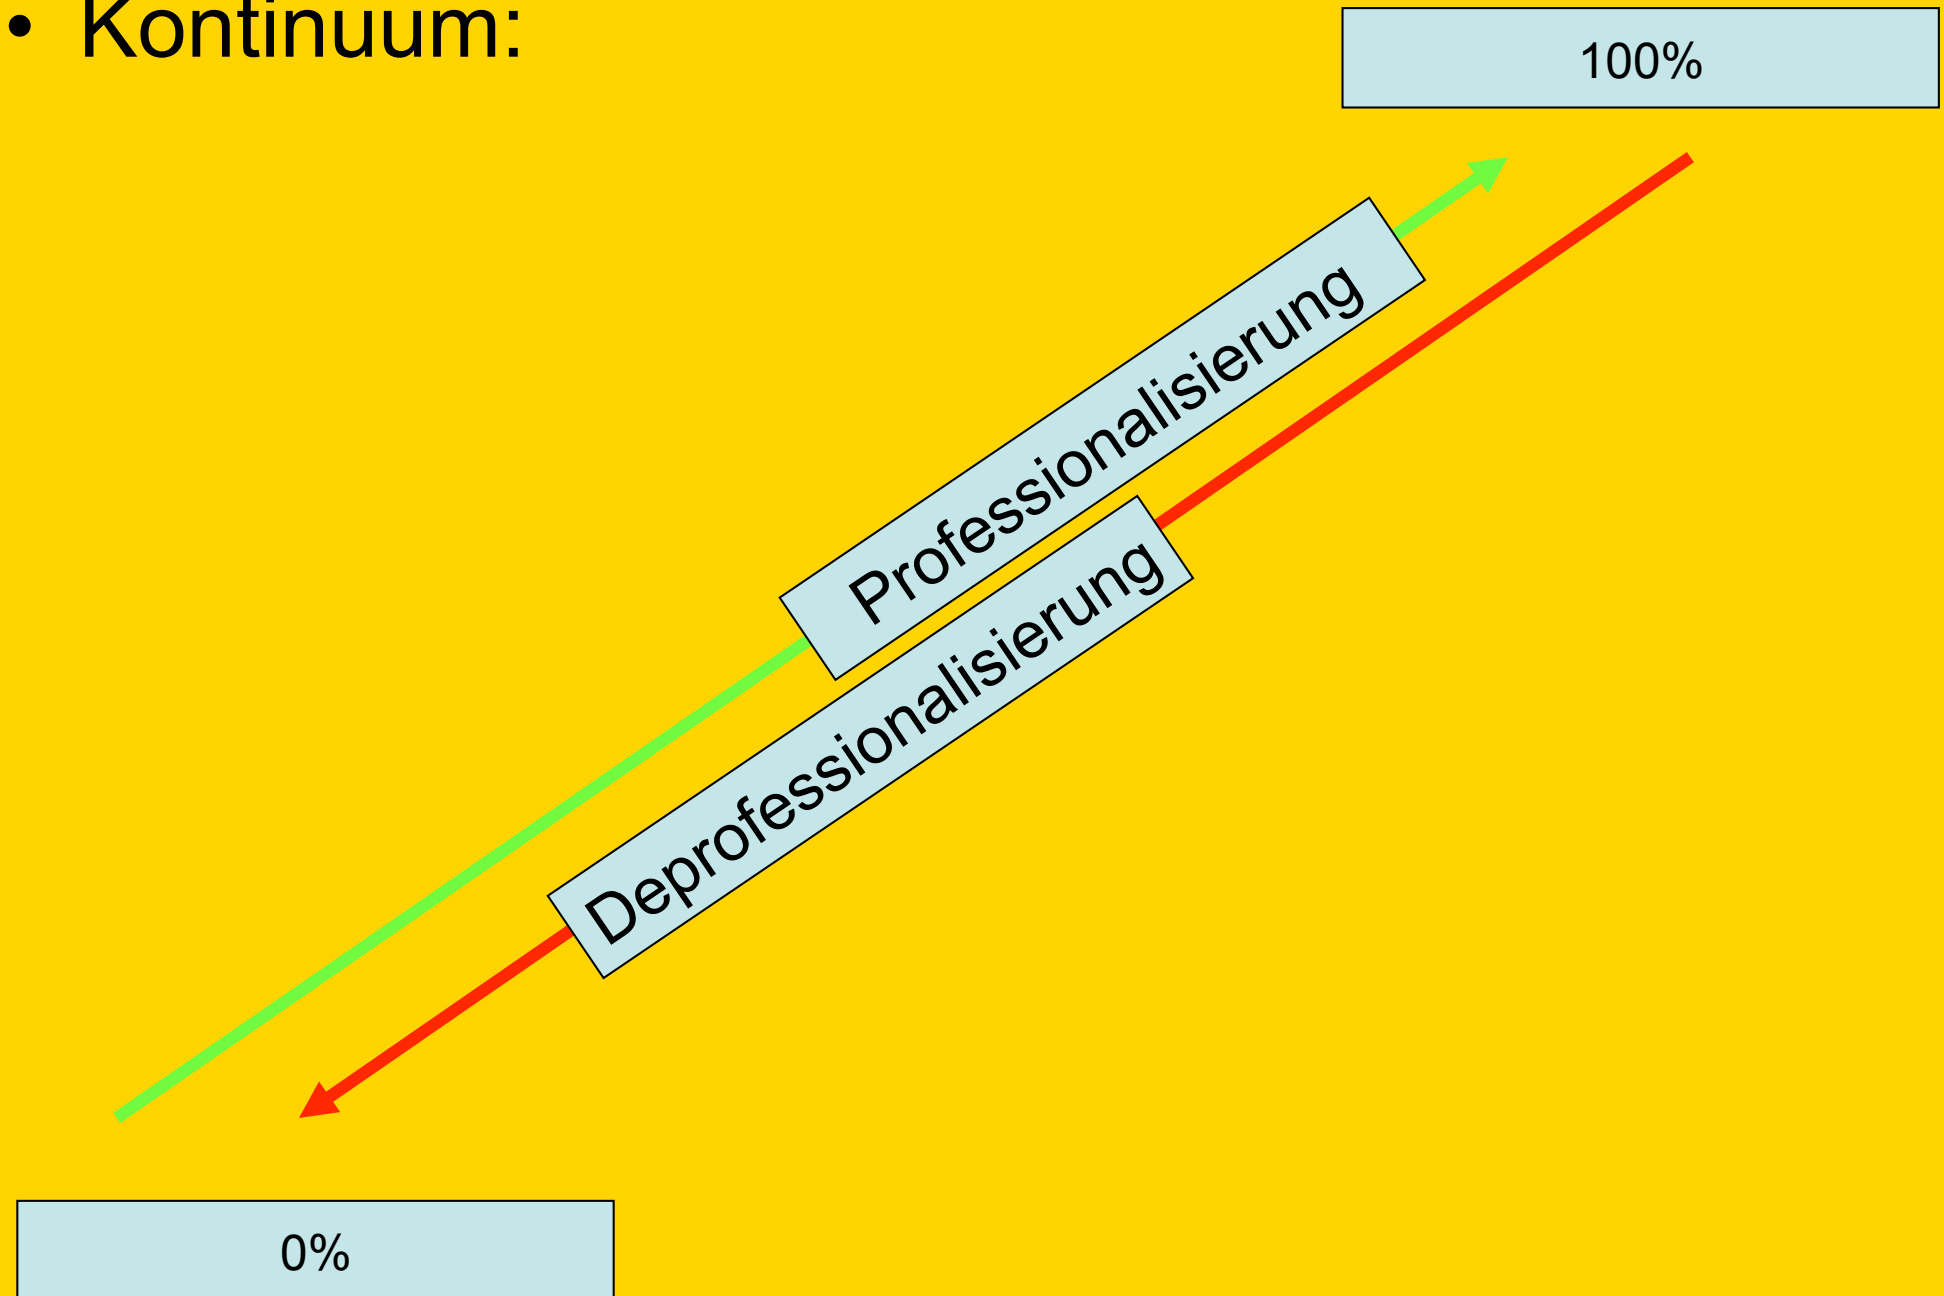 • Kontinuum:
100%
Professionalisierung
Deprofessionalisierung
0%